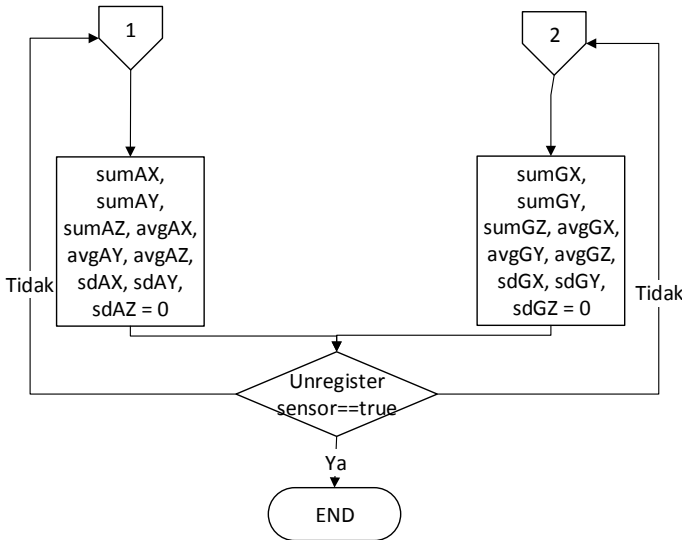 1
2
sumAX,
sumAY,
sumAZ, avgAX,
avgAY, avgAZ,
sdAX, sdAY,
sdAZ = 0
sumGX,
sumGY,
sumGZ, avgGX,
avgGY, avgGZ,
sdGX, sdGY,
sdGZ = 0
Tidak
Tidak
Unregister
sensor==true
Ya
END